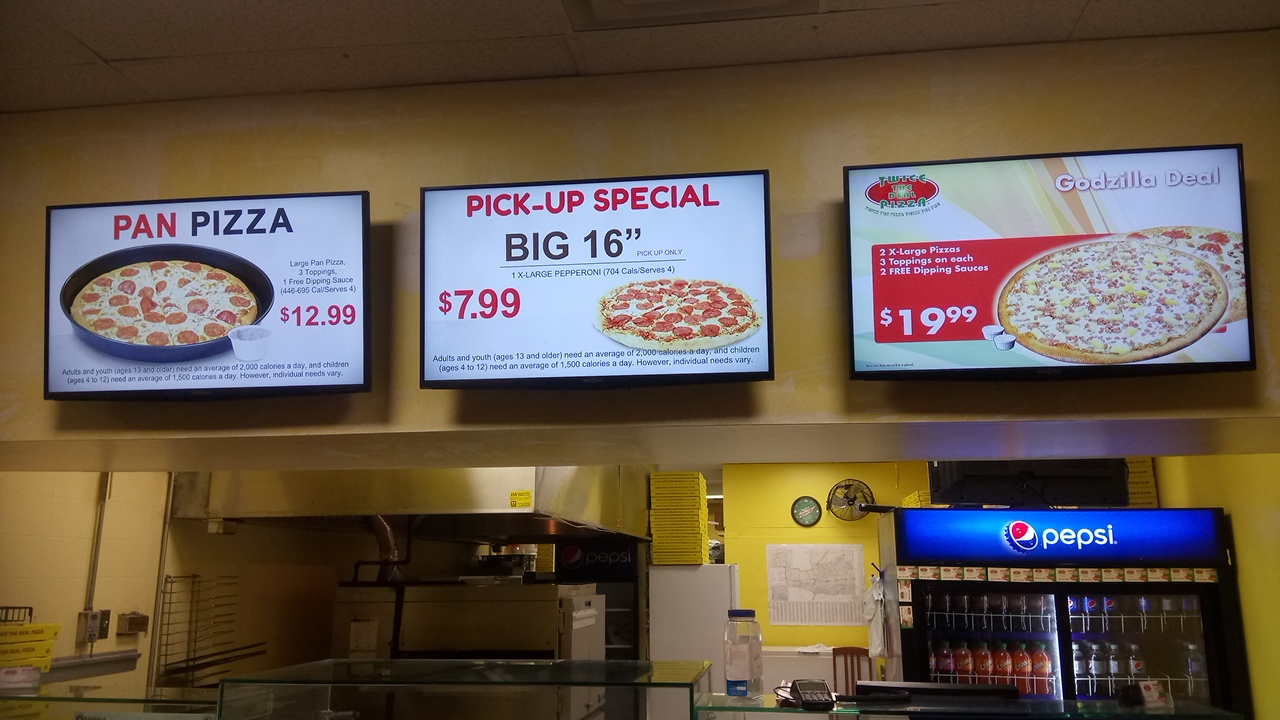 PAN PIZZA
Large Pan Pizza,
3 Toppings,
1 Free Dipping Sauce
(446-695 Cal/Serves 4)
$12.99
Adults and youth (ages 13 and older) need an average of 2,000 calories a day, and children
(ages 4 to 12) need an average of 1,500 calories a day. However, individual needs vary.
PICK-UP SPECIAL
BIG 16” PICK UP ONLY
1 X-LARGE PEPPERONI (704 Cals/Serves 4)
$7.99
Adults and youth (ages 13 and older) need an average of 2,000 calories a day, and children
(ages 4 to 12) need an average of 1,500 calories a day. However, individual needs vary.
TWICE
THE
DEAL
PIZZA
Godzilla Deal
2 X-Large Pizzas
3 Toppings on each
2 FREE Dipping Sauces
$19.99
pepsi
pepsi